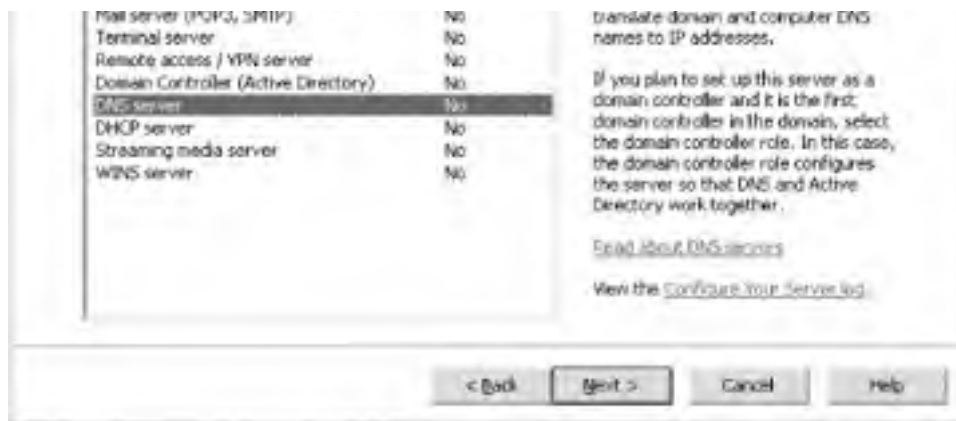 Mail server (POP3, SMTP) No
Terminal server No
Remote access / VPN server No
Domain Controller (Active Directory) No
DNS server No
DHCP server No
Streaming media server No
WINS server No
translate domain and computer DNS
names to IP addresses.
If you plan to set up this server as a
domain controller and it is the first
domain controller in the domain, select
the domain controller role. In this case,
the domain controller role configures
the server so that DNS and Active
Directory work together.
Read about DNS servers
View the Configure Your Server log.
< Back Next > Cancel Help